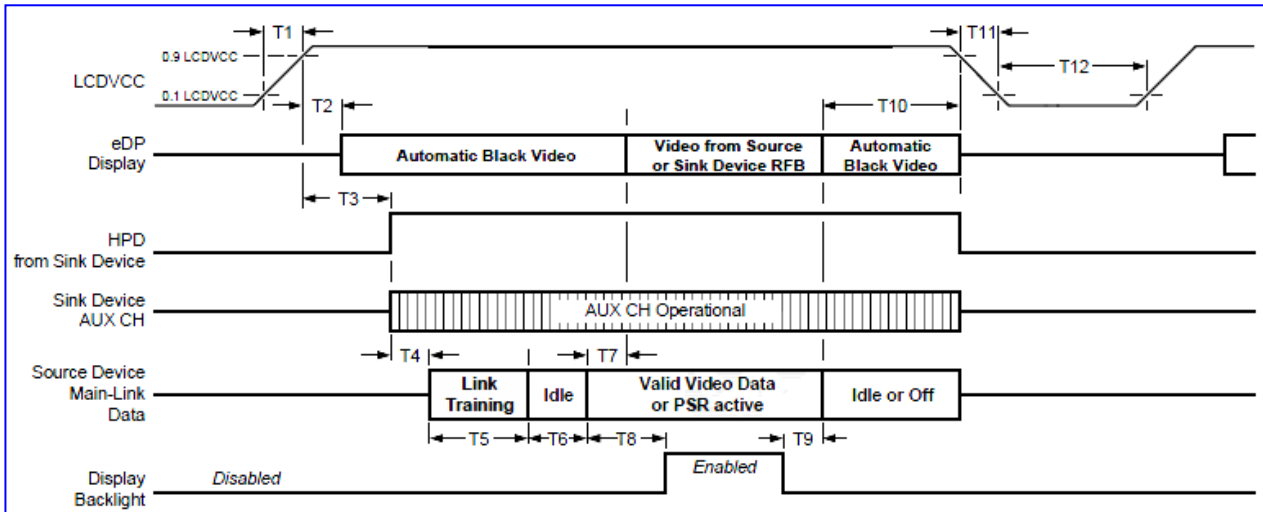 T1
T11
0.9 LCDVCC
LCDVCC
T12
0.1 LCDVCC
T2
T10
eDP
Display
Automatic Black Video
Video from Source
or Sink Device RFB
Automatic
Black Video
T3
HPD
from Sink Device
Sink Device
AUX CH
AUX CH Operational
T4
T7
Source Device
Main-Link
Data
Link
Training
Idle
Valid Video Data
or PSR active
Idle or Off
T5
T6
T8
T9
Display
Backlight
Disabled
Enabled